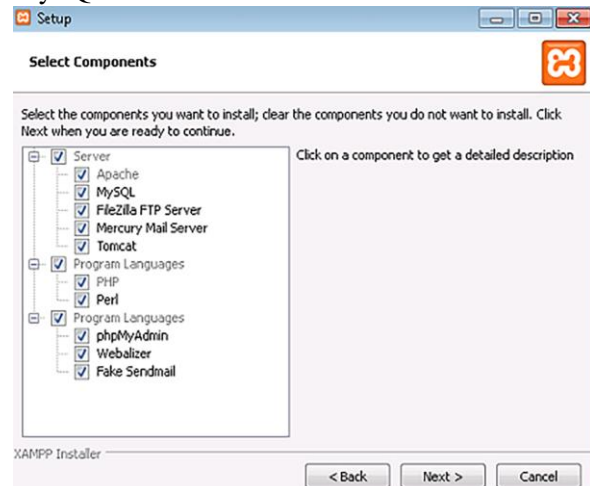 Setup
Select Components
Select the components you want to install; clear the components you do not want to install. Click
Next when you are ready to continue.
Server
Apache
MySQL
FileZilla FTP Server
Mercury Mail Server
Tomcat
Program Languages
PHP
Perl
Program Languages
phpMyAdmin
Webalizer
Fake Sendmail
Click on a component to get a detailed description
XAMPP Installer
< Back
Next >
Cancel